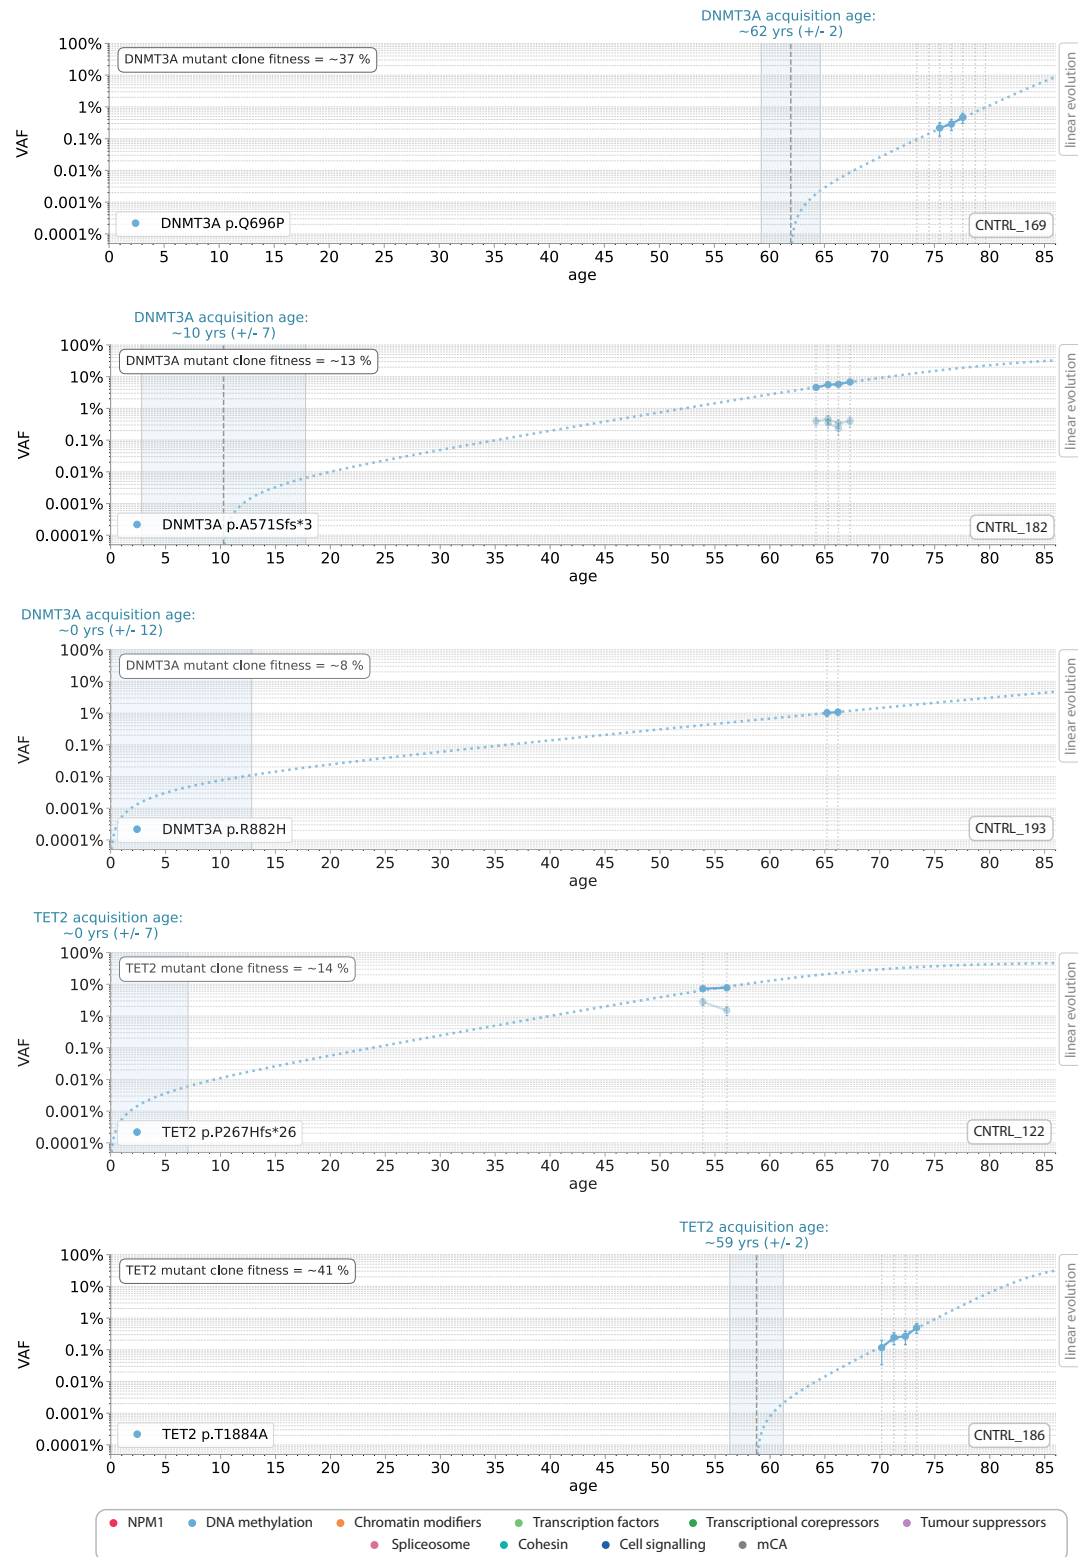 DNMT3A acquisition age:
~62 yrs (+/- 2)
100%
DNMT3A mutant clone fitness = ~37 %
10%
1%
0.1%
0.01%
0.001%
0.0001%
VAF
linear evolution
DNMT3A p.Q696P
CNTRL_169
0 5 10 15 20 25 30 35 40 45 50 55 60 65 70 75 80 85
age
DNMT3A acquisition age:
~10 yrs (+/- 7)
100%
DNMT3A mutant clone fitness = ~13 %
10%
1%
0.1%
0.01%
0.001%
0.0001%
VAF
linear evolution
DNMT3A p.A571Sfs*3
CNTRL_182
0 5 10 15 20 25 30 35 40 45 50 55 60 65 70 75 80 85
age
DNMT3A acquisition age:
~0 yrs (+/- 12)
100%
DNMT3A mutant clone fitness = ~8 %
10%
1%
0.1%
0.01%
0.001%
0.0001%
VAF
linear evolution
DNMT3A p.R882H
CNTRL_193
0 5 10 15 20 25 30 35 40 45 50 55 60 65 70 75 80 85
age
TET2 acquisition age:
~0 yrs (+/- 7)
100%
TET2 mutant clone fitness = ~14 %
10%
1%
0.1%
0.01%
0.001%
0.0001%
VAF
linear evolution
TET2 p.P267Hfs*26
CNTRL_122
0 5 10 15 20 25 30 35 40 45 50 55 60 65 70 75 80 85
age
TET2 acquisition age:
~59 yrs (+/- 2)
100%
TET2 mutant clone fitness = ~41 %
10%
1%
0.1%
0.01%
0.001%
0.0001%
VAF
linear evolution
TET2 p.T1884A
CNTRL_186
0 5 10 15 20 25 30 35 40 45 50 55 60 65 70 75 80 85
age
NPM1 DNA methylation Chromatin modifiers Transcription factors Transcriptional corepressors Tumour suppressors
Spliceosome Cohesin Cell signalling mCA